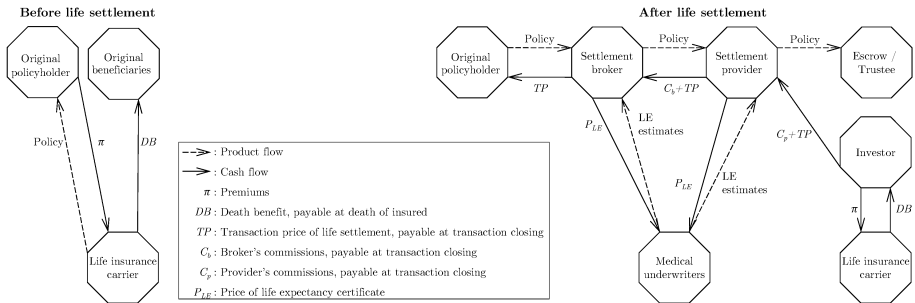 Before life settlement
Original
policyholder
Original
beneficiaries
Policy
π
DB
Life insurance
carrier
: Product flow
: Cash flow
π : Premiums
DB : Death benefit, payable at death of insured
TP : Transaction price of life settlement, payable at transaction closing
C_b : Broker's commissions, payable at transaction closing
C_p : Provider's commissions, payable at transaction closing
P_LE : Price of life expectancy certificate
After life settlement
Original
policyholder
Policy
TP
Settlement
broker
Policy
C_b+TP
Settlement
provider
Policy
Escrow /
Trustee
P_LE
LE
estimates
P_LE
LE
estimates
C_p+TP
Investor
π
DB
Medical
underwriters
Life insurance
carrier